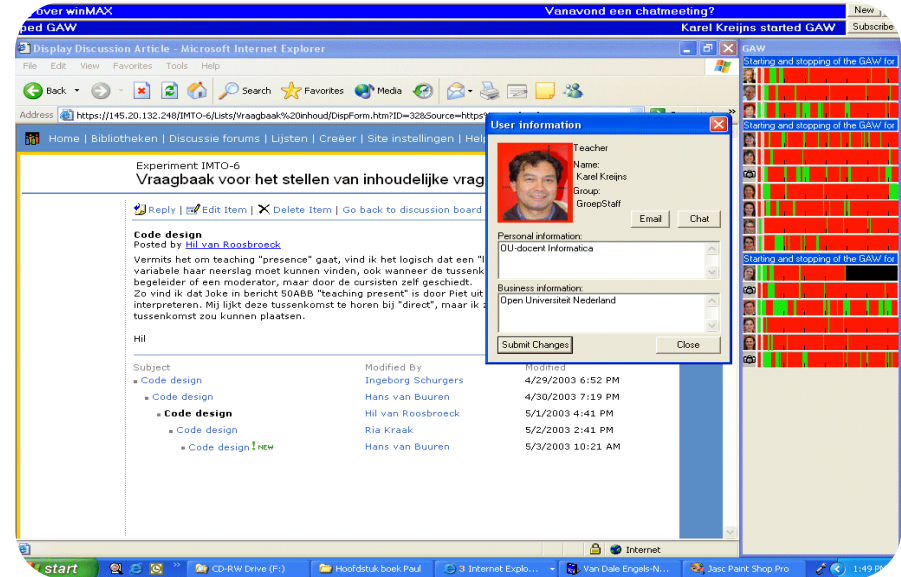 over winMAX Vanavond een chatmeeting? New
ped GAW Karel Kreijns started GAW Subscribe
Display Discussion Article - Microsoft Internet Explorer
GAW
File Edit View Favorites Tools Help
Starting and stopping of the GAW for
Back Search Favorites Media
Address https://145.20.132.248/IMTO-6/Lists/Vraagbaak%20inhoud/DispForm.htm?ID=328Source=https
Home | Bibliotheken | Discussie forums | Lijsten | Creëer | Site instellingen | Help
Experiment IMTO-6
Vraagbaak voor het stellen van inhoudelijke vrag
Reply | Edit Item | Delete Item | Go back to discussion board
Code design
Posted by Hil van Roosbroeck
Vermits het om teaching "presence" gaat, vind ik het logisch dat een "l
variabele haar neerslag moet kunnen vinden, ook wanneer de tussenk
begeleider of een moderator, maar door de cursisten zelf geschiedt.
Zo vind ik dat Joke in bericht 50ABB "teaching present" is door Piet uit
interpreteren. Mij lijkt deze tussenkomst te horen bij "direct", maar ik z
tussenkomst zou kunnen plaatsen.
Hil
Subject Modified By Modified
Code design Ingeborg Schurgers 4/29/2003 6:52 PM
Code design Hans van Buuren 4/30/2003 7:19 PM
Code design Hil van Roosbroeck 5/1/2003 4:41 PM
Code design Ria Kraak 5/2/2003 2:41 PM
Code design ! NEW Hans van Buuren 5/3/2003 10:21 AM
User information
Teacher
Name:
Karel Kreijns
Group:
GroepStaff
Email Chat
Personal information:
OU-docent Informatica
Business information:
Open Universiteit Nederland
Submit Changes Close
Starting and stopping of the GAW for
Starting and stopping of the GAW for
Internet
start CD-RW Drive (F:) Hoofdstuk boek Paul 3 Internet Explo... Van Dale Engels-N... Jasc Paint Shop Pro 1:49 PM